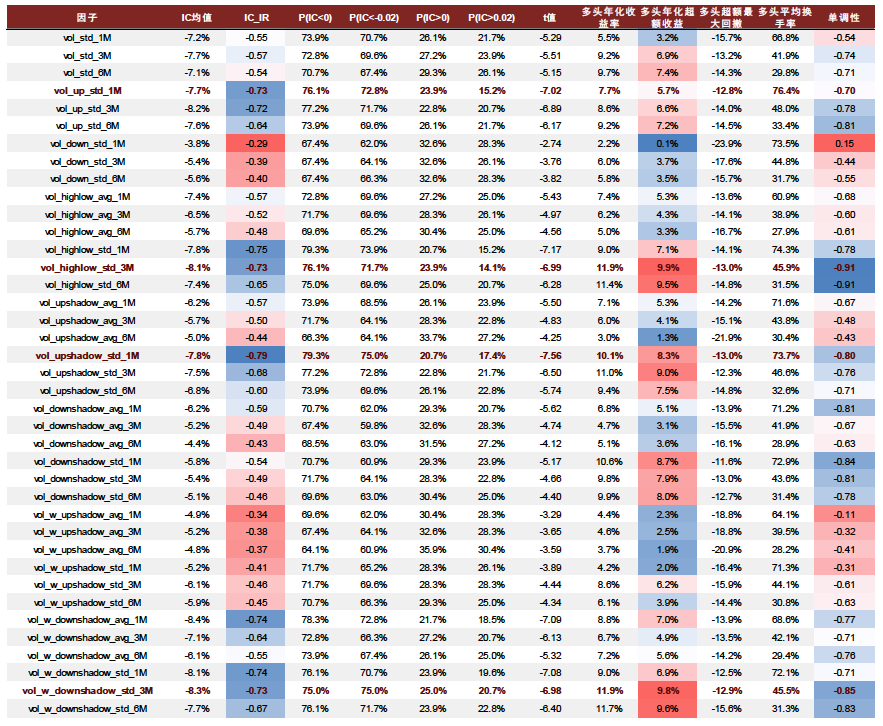 因子 IC均值 IC_IR P(IC<0) P(IC<-0.02) P(IC>0) P(IC>0.02) t值 多头年化收益率 多头年化超额收益 多头超额最大回撤 多头平均换手率 单调性
vol_std_1M -7.2% -0.55 73.9% 70.7% 26.1% 21.7% -5.29 5.5% 3.2% -15.7% 66.8% -0.54
vol_std_3M -7.7% -0.57 72.8% 69.6% 27.2% 23.9% -5.51 9.2% 6.9% -13.2% 41.9% -0.74
vol_std_6M -7.1% -0.54 70.7% 67.4% 29.3% 26.1% -5.15 9.7% 7.4% -14.3% 29.8% -0.71
vol_up_std_1M -7.7% -0.73 76.1% 72.8% 23.9% 15.2% -7.02 7.7% 5.7% -12.8% 76.4% -0.70
vol_up_std_3M -8.2% -0.72 77.2% 71.7% 22.8% 20.7% -6.89 8.6% 6.6% -14.0% 48.0% -0.78
vol_up_std_6M -7.6% -0.64 73.9% 69.6% 26.1% 21.7% -6.17 9.2% 7.2% -14.5% 33.4% -0.81
vol_down_std_1M -3.8% -0.29 67.4% 62.0% 32.6% 28.3% -2.74 2.2% 0.1% -23.9% 73.5% 0.15
vol_down_std_3M -5.4% -0.39 67.4% 64.1% 32.6% 26.1% -3.76 6.0% 3.7% -17.6% 44.8% -0.44
vol_down_std_6M -5.6% -0.40 67.4% 66.3% 32.6% 28.3% -3.82 5.8% 3.5% -15.7% 31.7% -0.55
vol_highlow_avg_1M -7.4% -0.57 72.8% 69.6% 27.2% 25.0% -5.43 7.4% 5.3% -13.6% 60.9% -0.68
vol_highlow_avg_3M -6.5% -0.52 71.7% 69.6% 28.3% 26.1% -4.97 6.2% 4.3% -14.1% 38.9% -0.60
vol_highlow_avg_6M -5.7% -0.48 69.6% 65.2% 30.4% 25.0% -4.56 5.0% 3.3% -16.7% 27.9% -0.61
vol_highlow_std_1M -7.8% -0.75 79.3% 73.9% 20.7% 15.2% -7.17 9.0% 7.1% -14.1% 74.3% -0.78
vol_highlow_std_3M -8.1% -0.73 76.1% 71.7% 23.9% 14.1% -6.99 11.9% 9.9% -13.0% 45.9% -0.91
vol_highlow_std_6M -7.4% -0.65 75.0% 69.6% 25.0% 20.7% -6.28 11.4% 9.5% -14.8% 31.5% -0.91
vol_upshadow_avg_1M -6.2% -0.57 73.9% 68.5% 26.1% 23.9% -5.50 7.1% 5.3% -14.2% 71.6% -0.67
vol_upshadow_avg_3M -5.7% -0.50 71.7% 64.1% 28.3% 22.8% -4.83 6.0% 4.1% -15.1% 43.8% -0.48
vol_upshadow_avg_6M -5.0% -0.44 66.3% 64.1% 33.7% 27.2% -4.25 3.0% 1.3% -21.9% 30.4% -0.43
vol_upshadow_std_1M -7.8% -0.79 79.3% 75.0% 20.7% 17.4% -7.56 10.1% 8.3% -13.0% 73.7% -0.80
vol_upshadow_std_3M -7.5% -0.68 77.2% 72.8% 22.8% 21.7% -6.50 11.0% 9.0% -12.3% 46.6% -0.76
vol_upshadow_std_6M -6.8% -0.60 73.9% 69.6% 26.1% 22.8% -5.74 9.4% 7.5% -14.8% 32.6% -0.71
vol_downshadow_avg_1M -6.2% -0.59 70.7% 62.0% 29.3% 20.7% -5.62 6.8% 5.1% -13.9% 71.2% -0.81
vol_downshadow_avg_3M -5.2% -0.49 67.4% 59.8% 32.6% 28.3% -4.74 4.7% 3.1% -15.5% 41.9% -0.67
vol_downshadow_avg_6M -4.4% -0.43 68.5% 63.0% 31.5% 27.2% -4.12 5.1% 3.6% -16.1% 28.9% -0.63
vol_downshadow_std_1M -5.8% -0.54 70.7% 60.9% 29.3% 23.9% -5.17 10.6% 8.7% -11.6% 72.9% -0.84
vol_downshadow_std_3M -5.4% -0.49 71.7% 64.1% 28.3% 22.8% -4.66 9.8% 7.9% -13.0% 43.6% -0.81
vol_downshadow_std_6M -5.1% -0.46 69.6% 63.0% 30.4% 25.0% -4.40 9.9% 8.0% -12.7% 31.4% -0.78
vol_w_upshadow_avg_1M -4.9% -0.34 69.6% 64.1% 30.4% 28.3% -3.29 4.4% 2.3% -18.8% 64.1% -0.11
vol_w_upshadow_avg_3M -5.2% -0.38 67.4% 64.1% 32.6% 28.3% -3.65 4.6% 2.5% -18.8% 39.5% -0.32
vol_w_upshadow_avg_6M -4.8% -0.37 64.1% 60.9% 35.9% 30.4% -3.59 3.7% 1.9% -20.9% 28.2% -0.41
vol_w_upshadow_std_1M -5.2% -0.41 71.7% 65.2% 28.3% 26.1% -3.89 4.2% 2.0% -16.4% 71.3% -0.31
vol_w_upshadow_std_3M -6.1% -0.46 71.7% 69.6% 28.3% 28.3% -4.44 8.6% 6.2% -15.9% 44.1% -0.61
vol_w_upshadow_std_6M -5.9% -0.45 70.7% 66.3% 29.3% 25.0% -4.34 6.1% 3.9% -14.4% 30.8% -0.63
vol_w_downshadow_avg_1M -8.4% -0.74 78.3% 72.8% 21.7% 18.5% -7.09 8.8% 7.0% -13.9% 68.6% -0.77
vol_w_downshadow_avg_3M -7.1% -0.64 72.8% 66.3% 27.2% 20.7% -6.13 6.7% 4.9% -13.5% 42.1% -0.71
vol_w_downshadow_avg_6M -6.1% -0.55 73.9% 67.4% 26.1% 25.0% -5.32 7.2% 5.6% -14.2% 29.4% -0.76
vol_w_downshadow_std_1M -8.1% -0.74 76.1% 70.7% 23.9% 19.6% -7.08 9.0% 6.9% -12.5% 72.1% -0.71
vol_w_downshadow_std_3M -8.3% -0.73 75.0% 75.0% 25.0% 20.7% -6.98 11.9% 9.8% -12.9% 45.5% -0.85
vol_w_downshadow_std_6M -7.7% -0.67 76.1% 71.7% 23.9% 22.8% -6.40 11.7% 9.6% -15.6% 31.3% -0.83